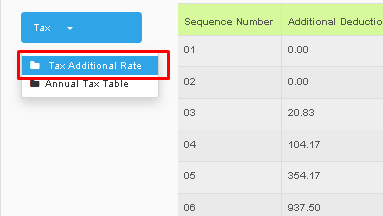 Tax
Tax Additional Rate
Annual Tax Table
Sequence Number Additional Deductio
01 0.00
02 0.00
03 20.83
04 104.17
05 354.17
06 937.50